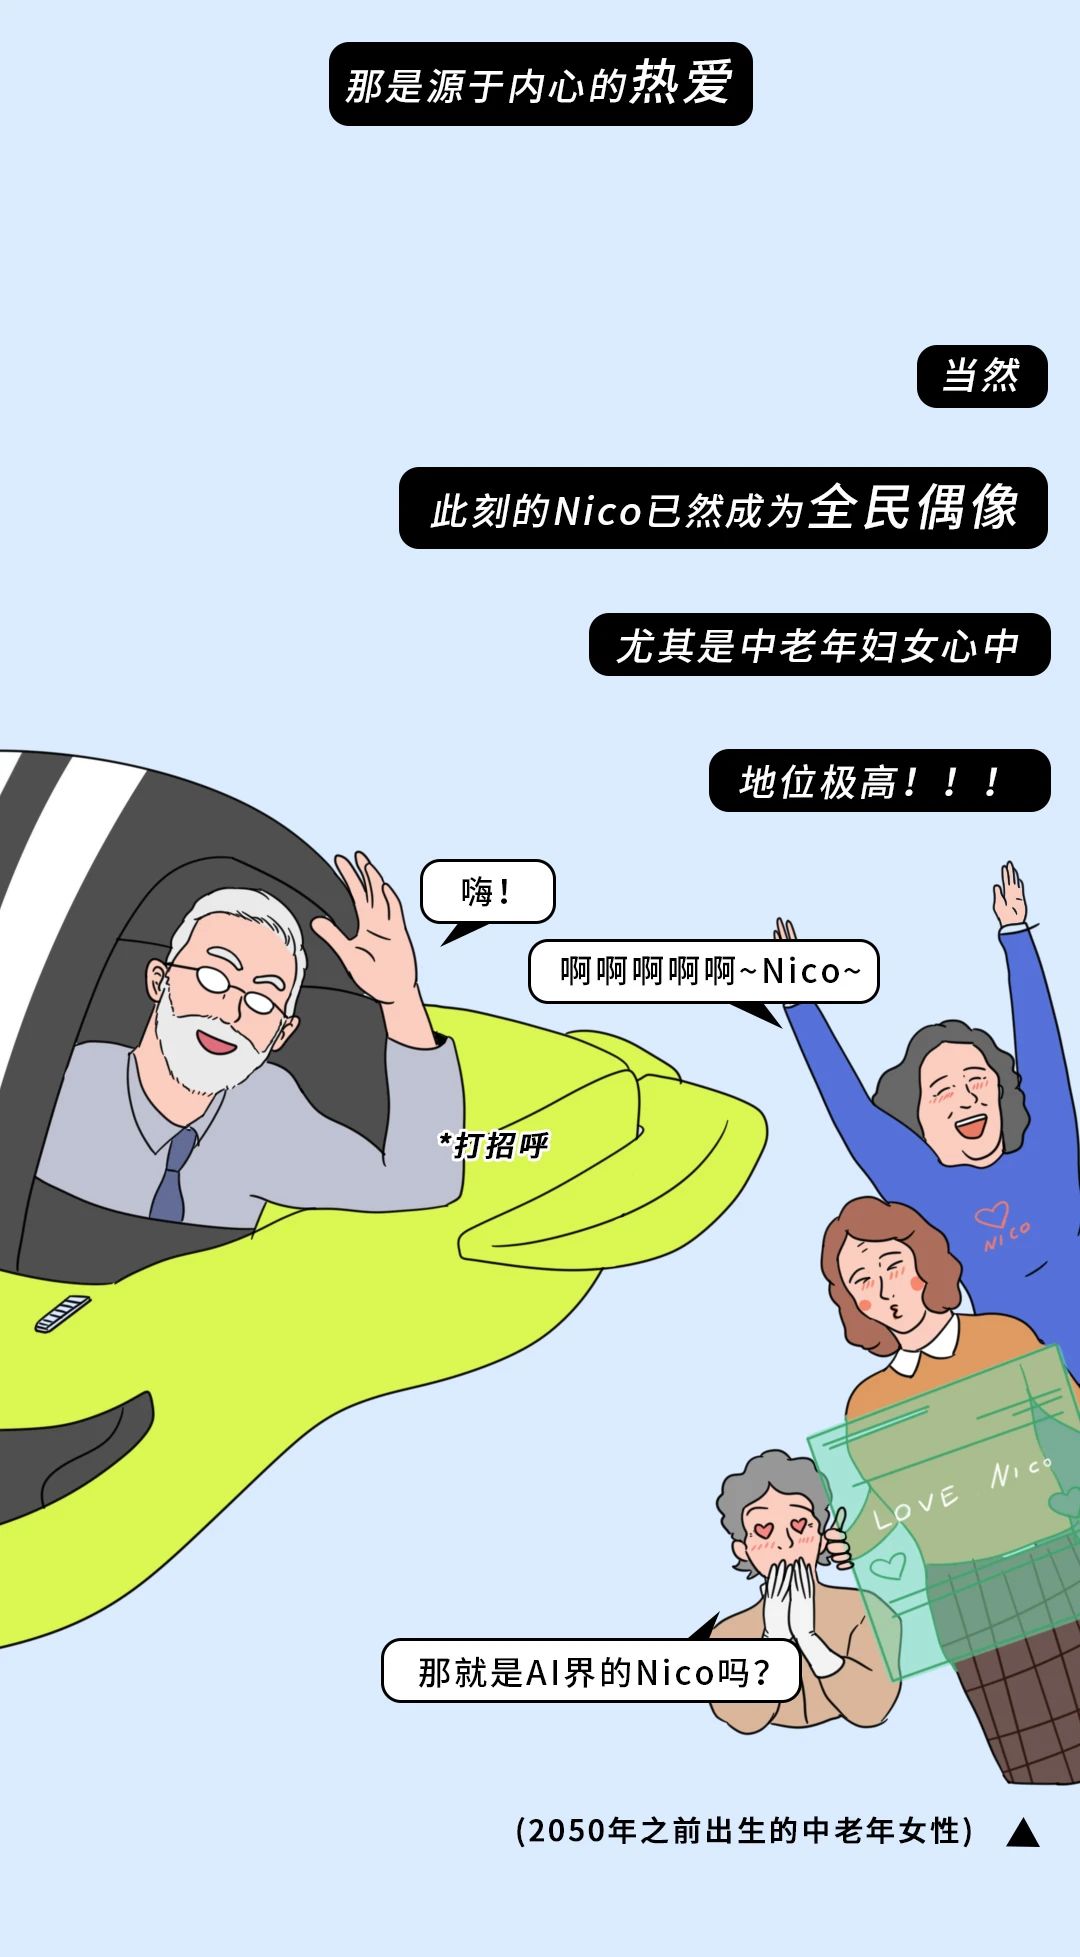 那是源于内心的热爱
当然
此刻的Nico已然成为全民偶像
尤其是中老年妇女心中
地位极高！！！
嗨！
啊啊啊啊啊~Nico~
*打招呼
NICO
LOVE NICO
那就是AI界的Nico吗？
(2050年之前出生的中老年女性)